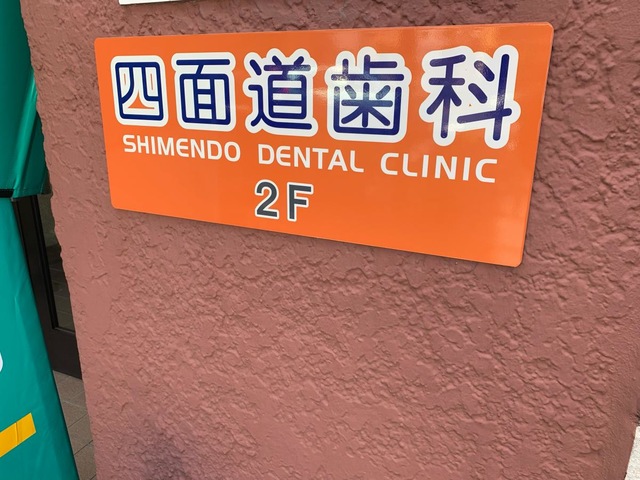 四面道歯科
SHIMENDO DENTAL CLINIC
2F